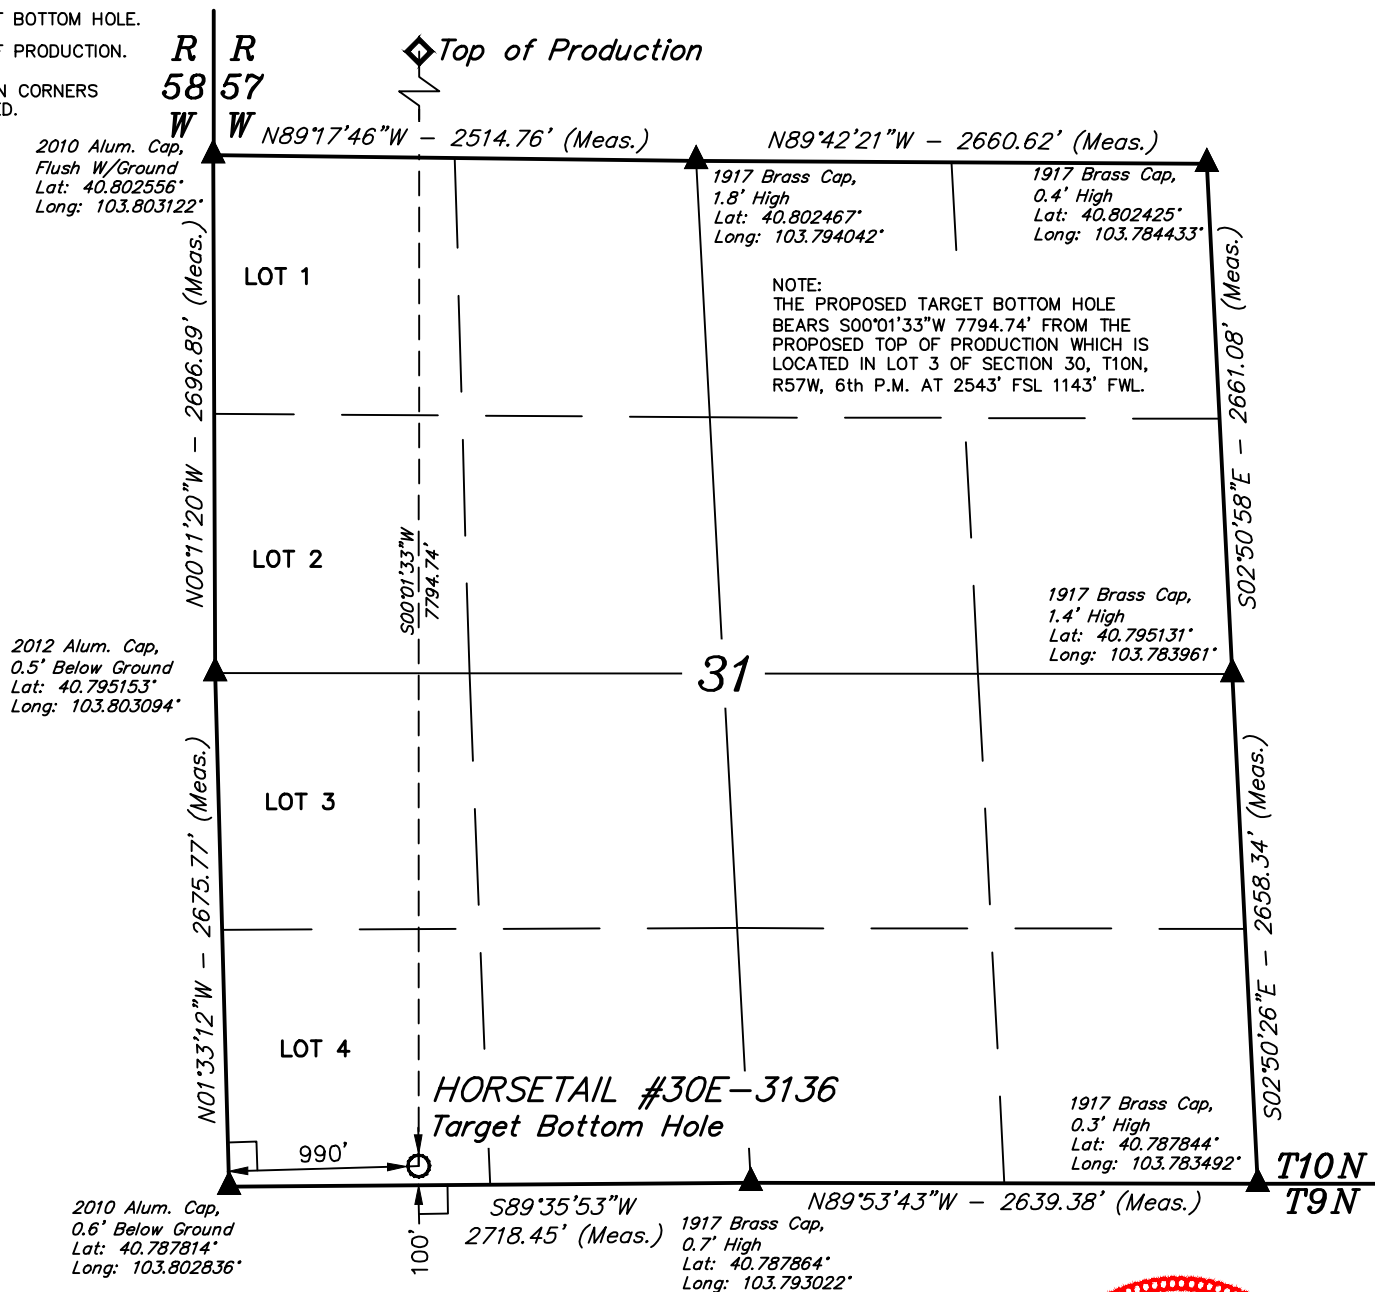 T BOTTOM HOLE.
F PRODUCTION.
N CORNERS
ED.
R R
58 57
W W
Top of Production
N89°17'46"W - 2514.76' (Meas.)
N89°42'21"W - 2660.62' (Meas.)
2010 Alum. Cap,
Flush W/Ground
Lat: 40.802556°
Long: 103.803122°
1917 Brass Cap,
1.8' High
Lat: 40.802467°
Long: 103.794042°
1917 Brass Cap,
0.4' High
Lat: 40.802425°
Long: 103.784433°
N00°11'20"W - 2696.89' (Meas.)
LOT 1
NOTE:
THE PROPOSED TARGET BOTTOM HOLE
BEARS S00°01'33"W 7794.74' FROM THE
PROPOSED TOP OF PRODUCTION WHICH IS
LOCATED IN LOT 3 OF SECTION 30, T10N,
R57W, 6th P.M. AT 2543' FSL 1143' FWL.
S02°50'58"E - 2661.08' (Meas.)
LOT 2
S00°01'33"W
7794.74'
1917 Brass Cap,
1.4' High
Lat: 40.795131°
Long: 103.783961°
2012 Alum. Cap,
0.5' Below Ground
Lat: 40.795153°
Long: 103.803094°
31
N01°33'12"W - 2675.77' (Meas.)
LOT 3
S02°50'26"E - 2658.34' (Meas.)
LOT 4
HORSETAIL #30E-3136
Target Bottom Hole
990'
1917 Brass Cap,
0.3' High
Lat: 40.787844°
Long: 103.783492°
T10N
T9N
2010 Alum. Cap,
0.6' Below Ground
Lat: 40.787814°
Long: 103.802836°
100'
S89°35'53"W
2718.45' (Meas.)
1917 Brass Cap,
0.7' High
Lat: 40.787864°
Long: 103.793022°
N89°53'43"W - 2639.38' (Meas.)